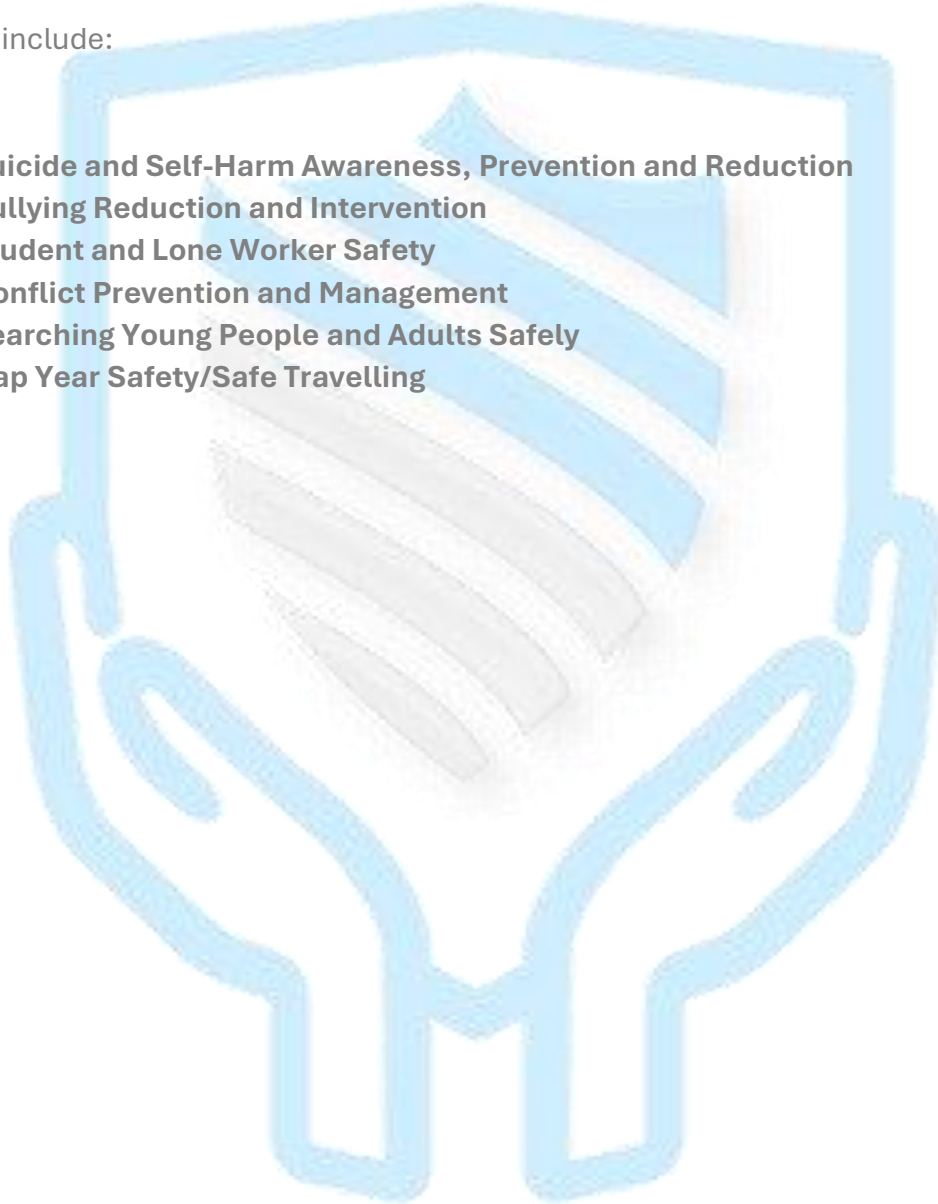 include:
uicide and Self-Harm Awareness, Prevention and Reduction
ullying Reduction and Intervention
udent and Lone Worker Safety
onflict Prevention and Management
earching Young People and Adults Safely
ap Year Safety/Safe Travelling